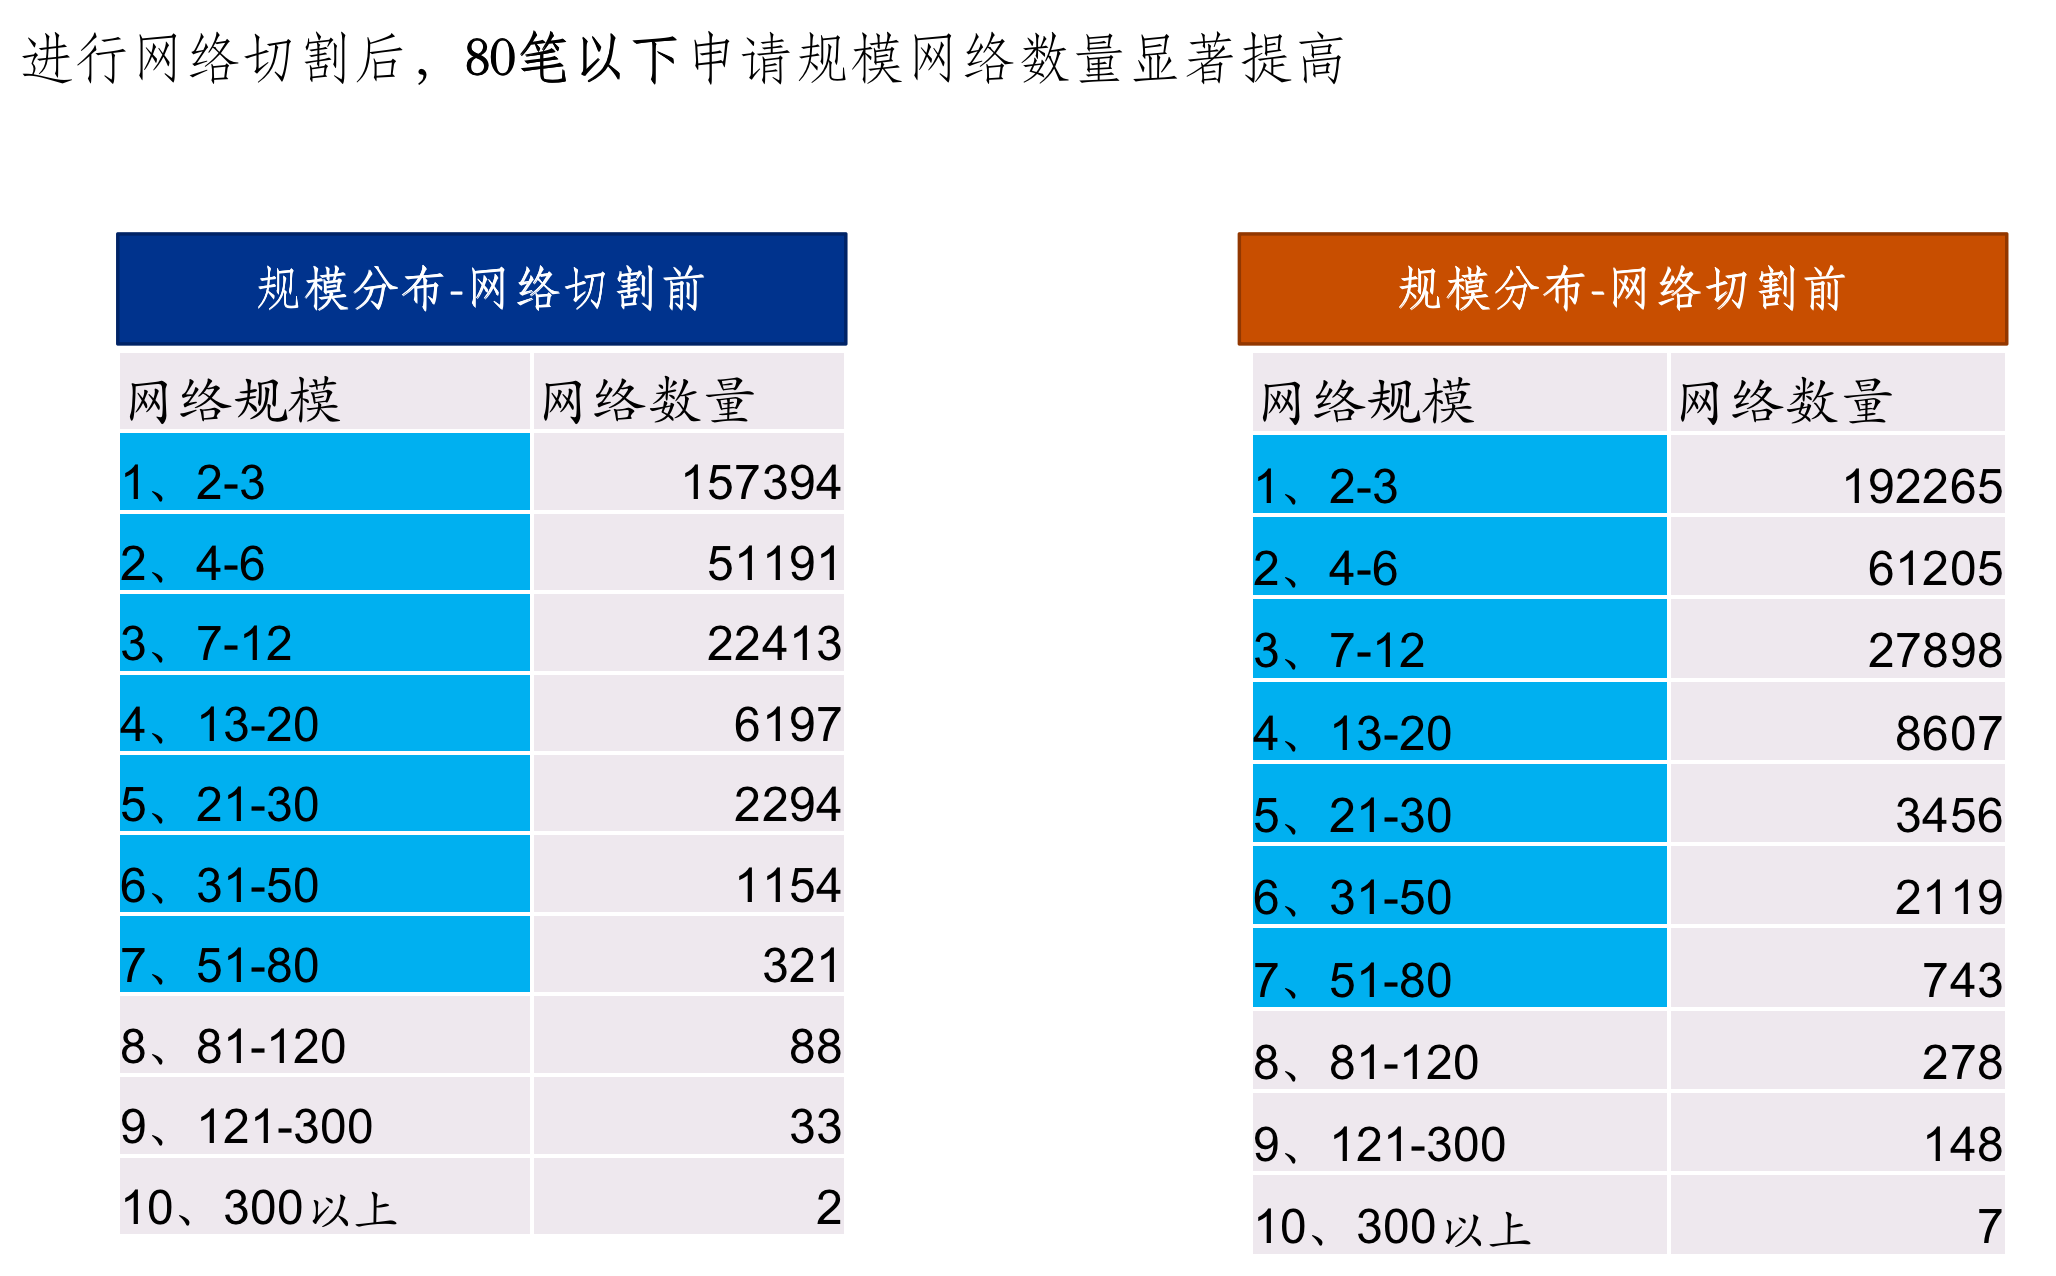 进行网络切割后，80笔以下申请规模网络数量显著提高
规模分布-网络切割前
网络规模 网络数量
1、2-3 157394
2、4-6 51191
3、7-12 22413
4、13-20 6197
5、21-30 2294
6、31-50 1154
7、51-80 321
8、81-120 88
9、121-300 33
10、300以上 2
规模分布-网络切割前
网络规模 网络数量
1、2-3 192265
2、4-6 61205
3、7-12 27898
4、13-20 8607
5、21-30 3456
6、31-50 2119
7、51-80 743
8、81-120 278
9、121-300 148
10、300以上 7